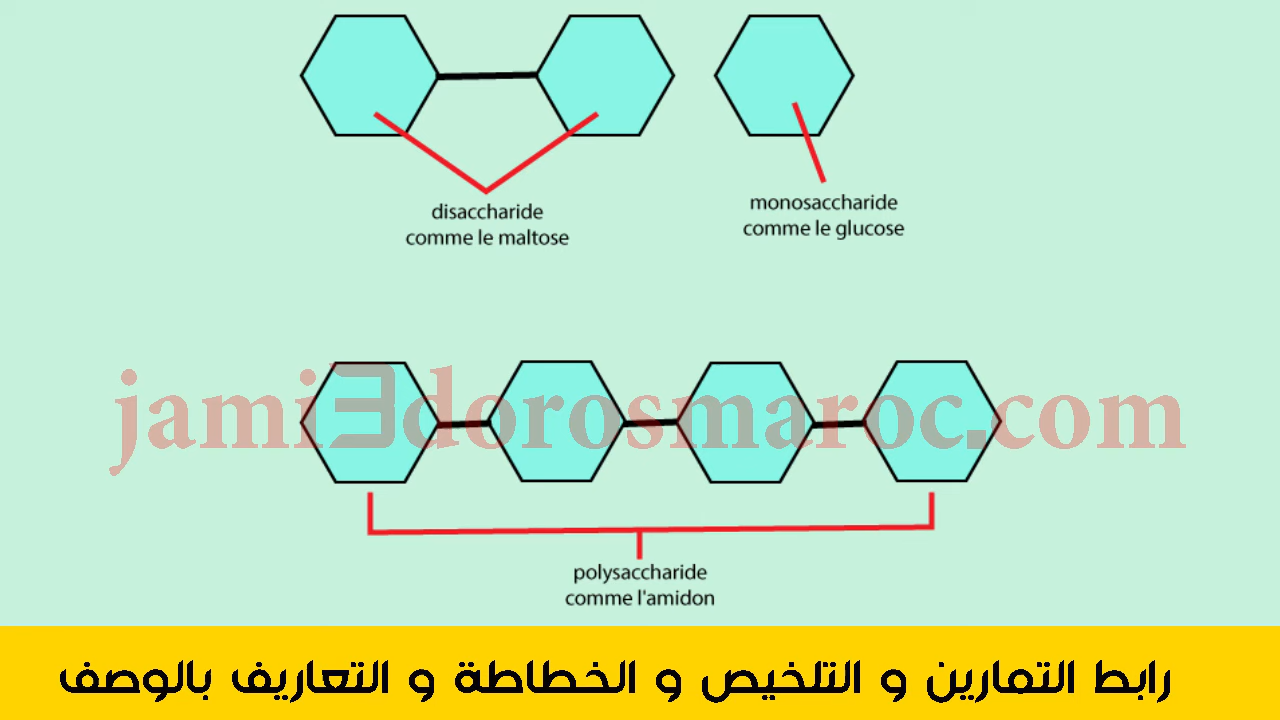 disaccharide
comme le maltose
monosaccharide
comme le glucose
jami3dorosmaroc.com
polysaccharide
comme l'amidon
رابط التمارين و التلخيص و الخطاطة و التعاريف بالوصف